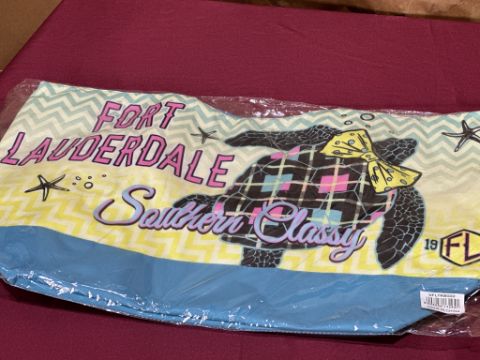 FORT
LAUDERDALE
Southern Classy
19 FL